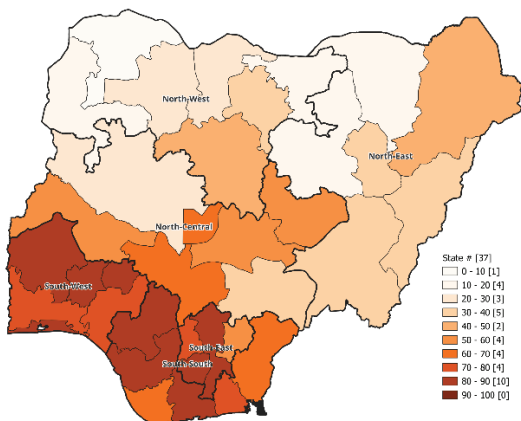 North-West
North-East
North-Central
South-West
South-East
South South
State # [37]
0 - 10 [1]
10 - 20 [4]
20 - 30 [3]
30 - 40 [5]
40 - 50 [2]
50 - 60 [4]
60 - 70 [4]
70 - 80 [4]
80 - 90 [10]
90 - 100 [0]